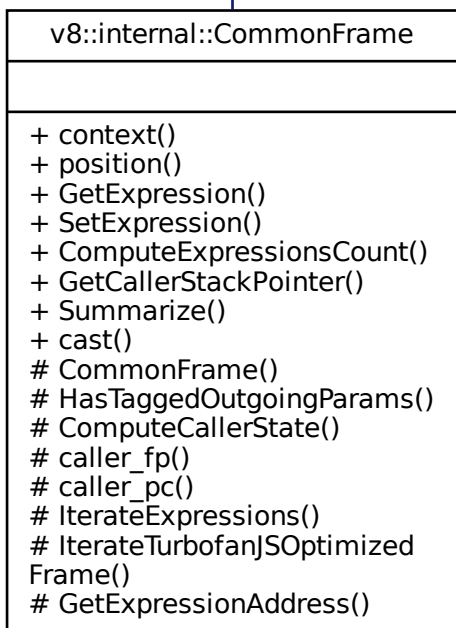 v8::internal::CommonFrame
+ context()
+ position()
+ GetExpression()
+ SetExpression()
+ ComputeExpressionsCount()
+ GetCallerStackPointer()
+ Summarize()
+ cast()
# CommonFrame()
# HasTaggedOutgoingParams()
# ComputeCallerState()
# caller_fp()
# caller_pc()
# IterateExpressions()
# IterateTurbofanJSOptimized
Frame()
# GetExpressionAddress()